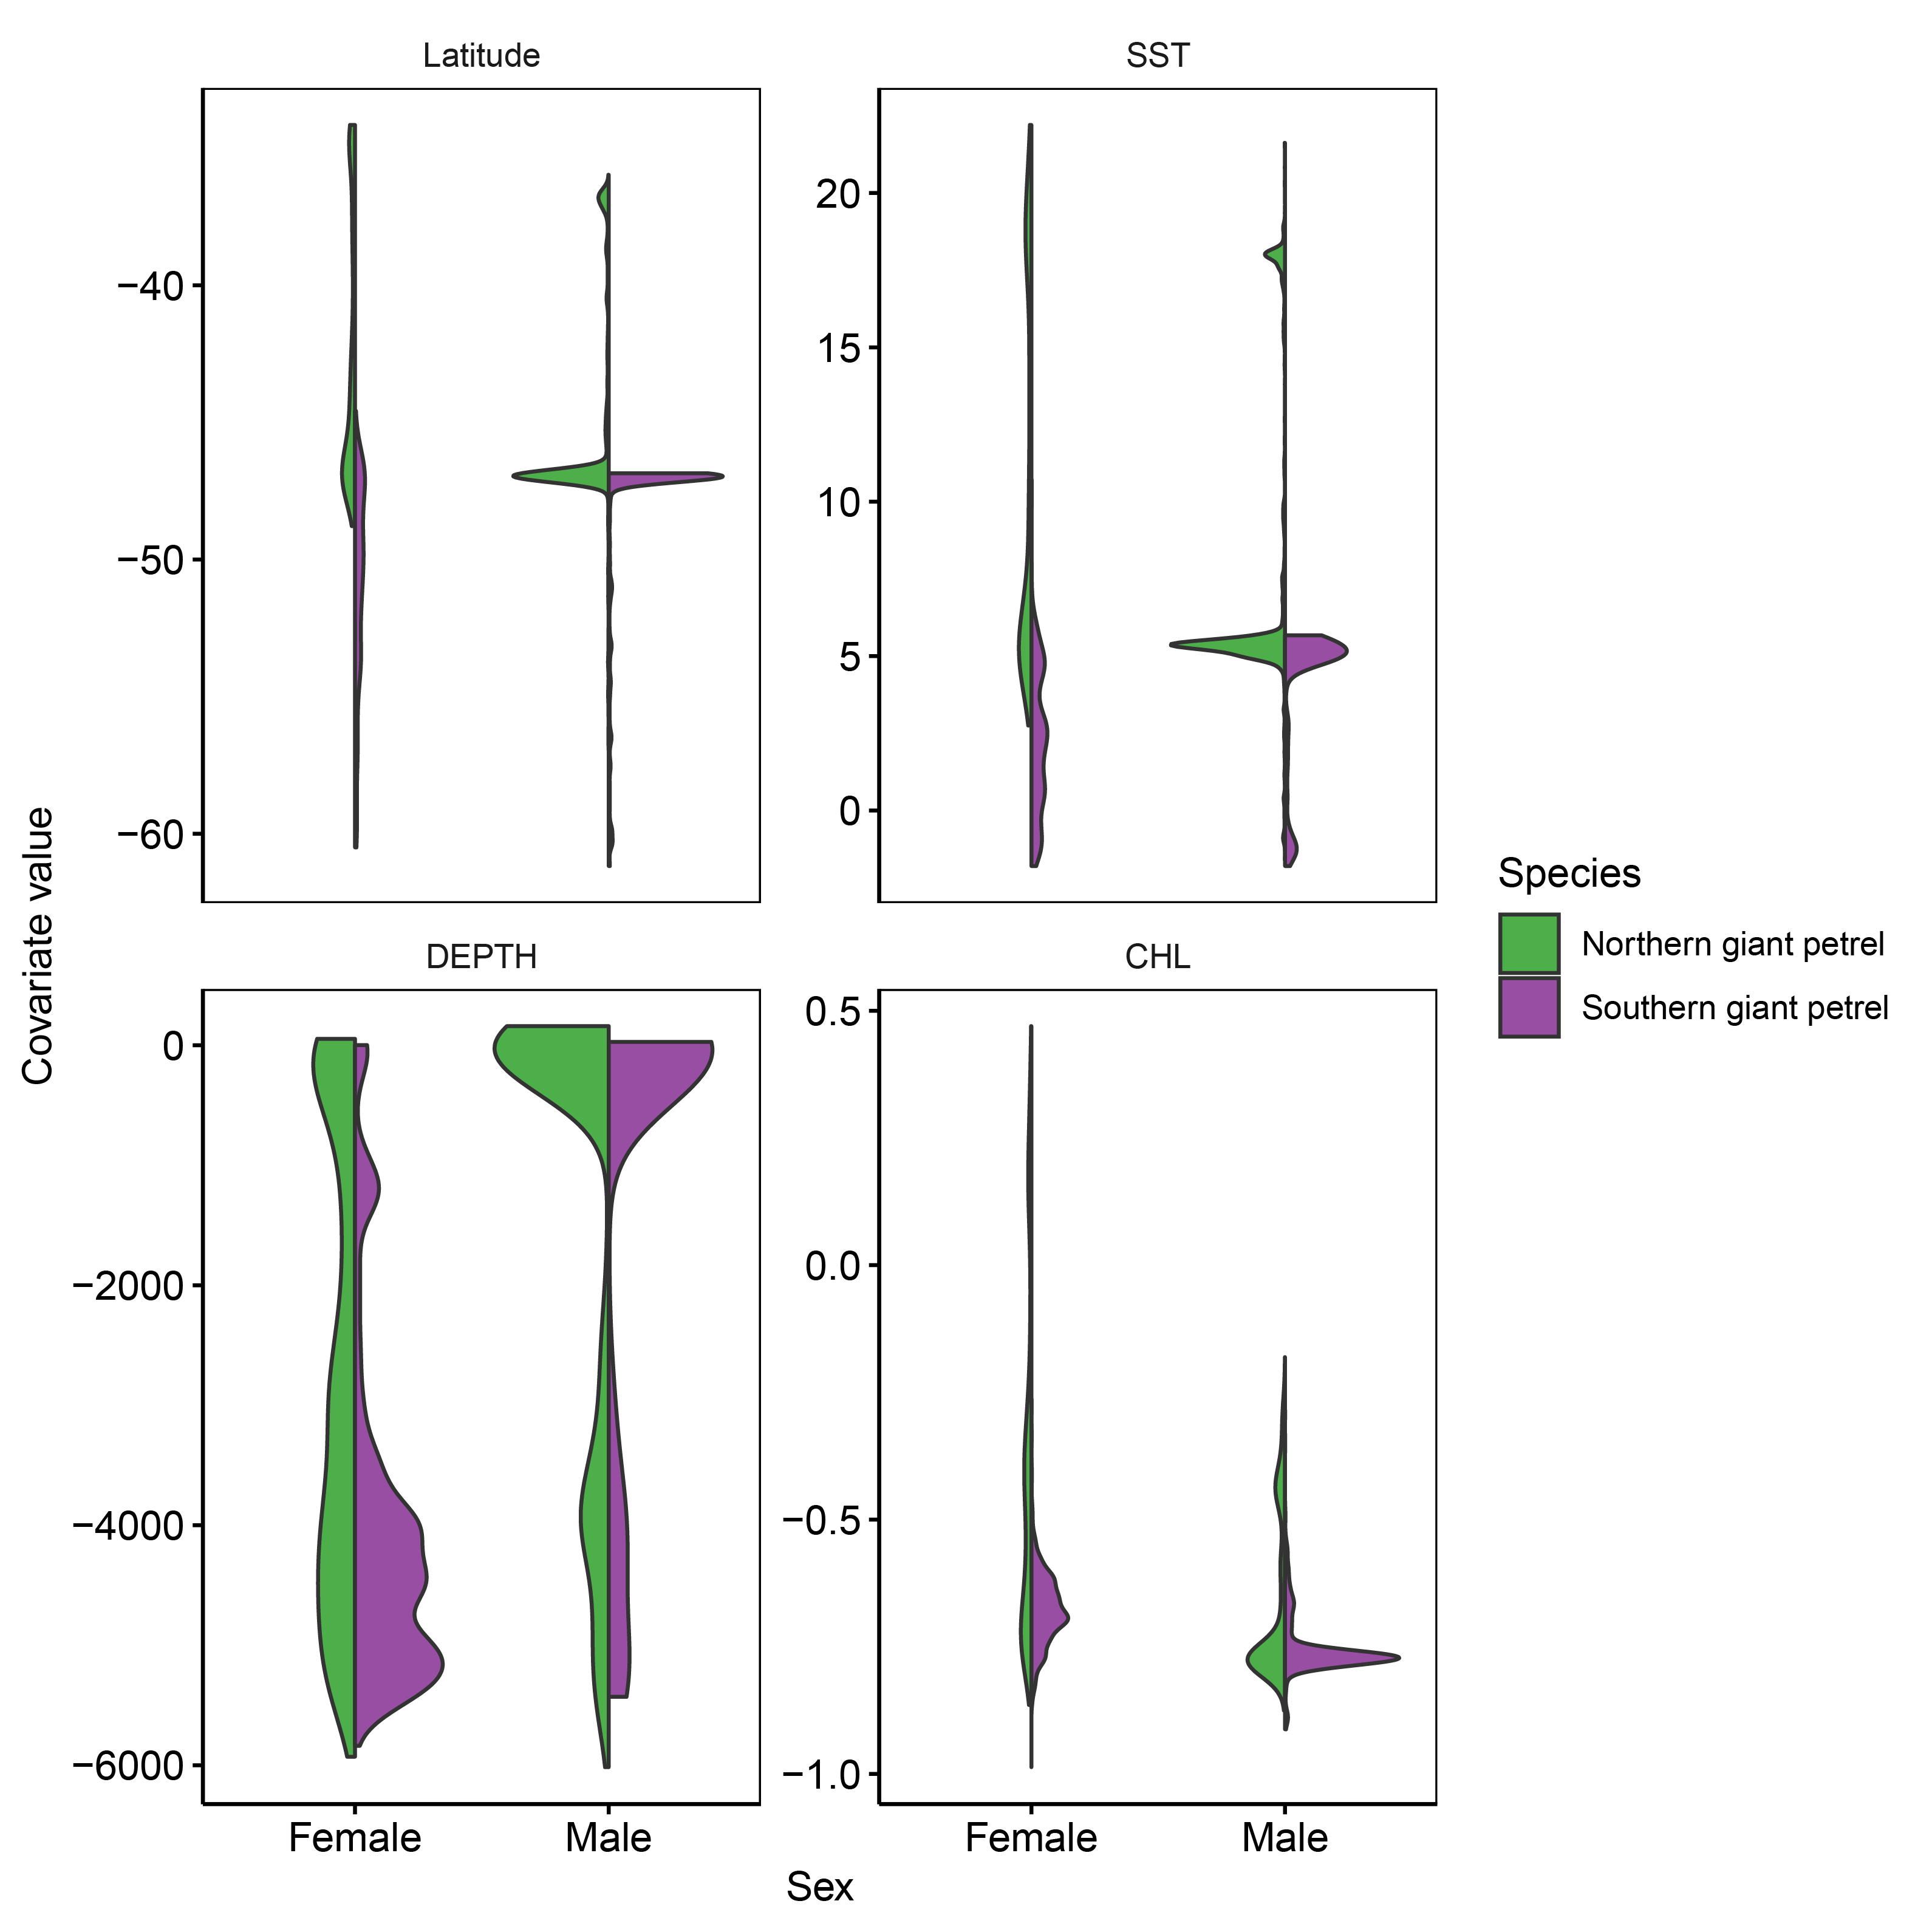 Latitude
SST
−40
−50
−60
20
15
10
5
0
Covariate value
DEPTH
CHL
0
−2000
−4000
−6000
0.5
0.0
−0.5
−1.0
Female
Male
Female
Male
Sex
Species
Northern giant petrel
Southern giant petrel